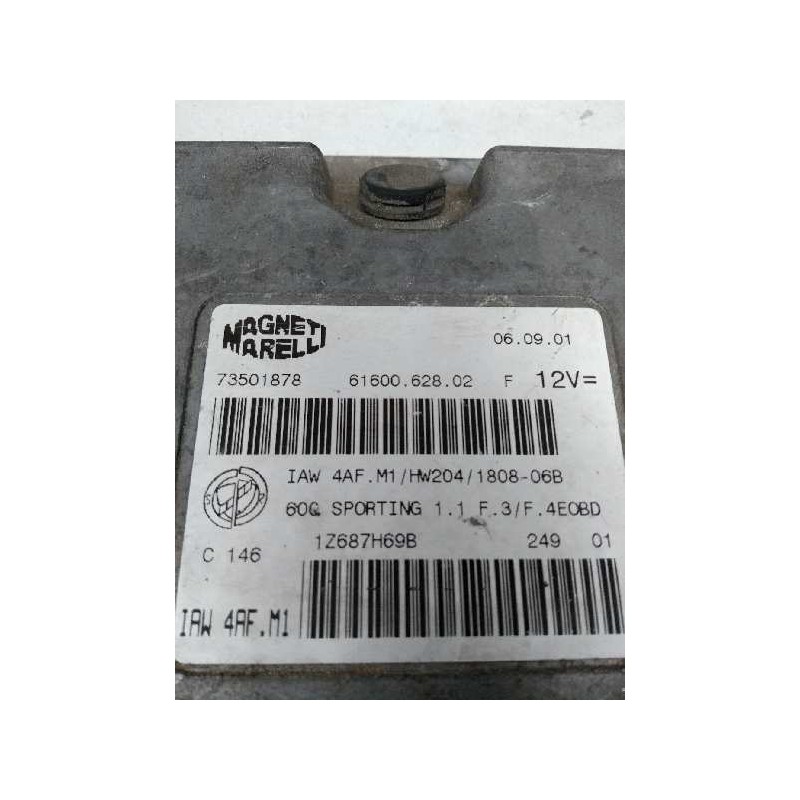 MAGNETI
MARELLI
06.09.01
73501878 61600.628.02 F 12V=
IAW 4AF.M1/HW204/1808-06B
SPORTING 1.1 F.3/F.4EOBD
C 146 1Z687H69B 249 01
IAW 4AF.M1